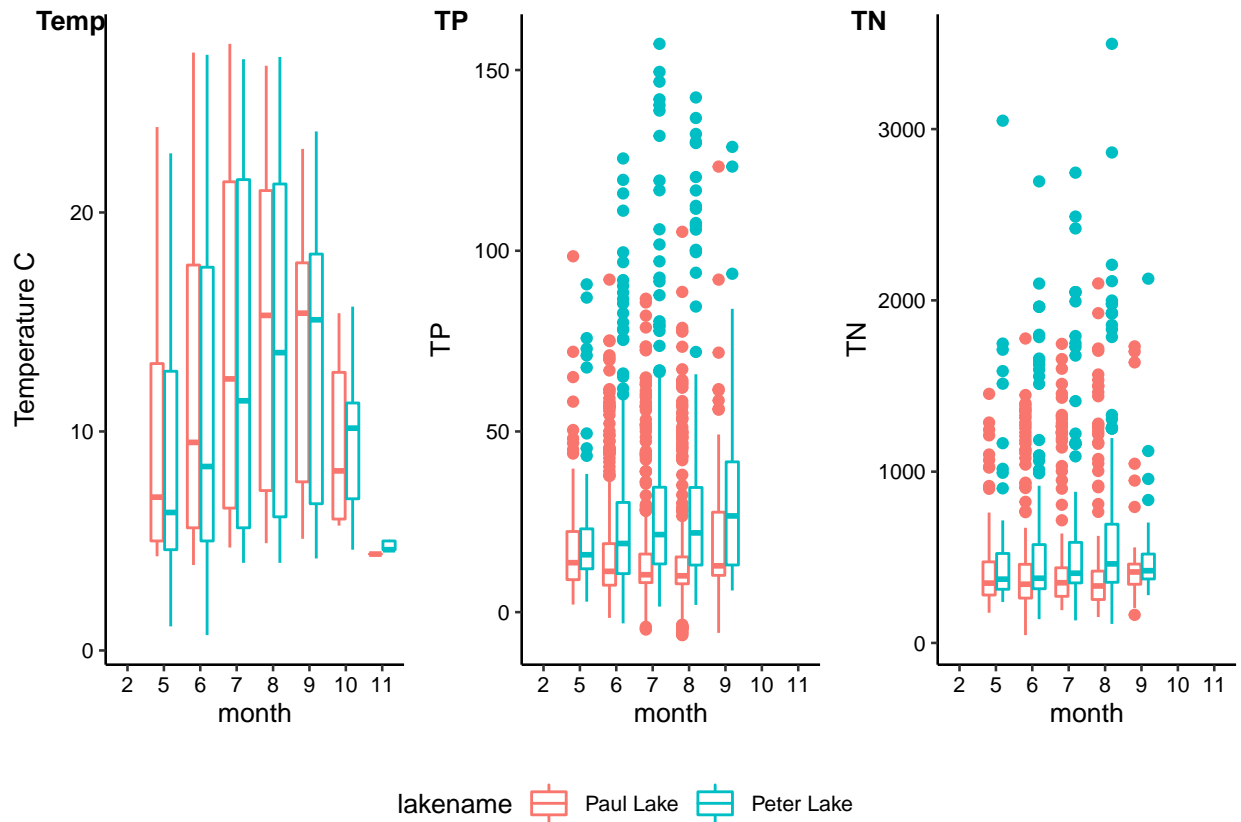 Temp
TP
TN
Temperature C
20
10
0
2 5 6 7 8 9 10 11
month
TP
150
100
50
0
2 5 6 7 8 9 10 11
month
TN
3000
2000
1000
0
2 5 6 7 8 9 10 11
month
lakename Paul Lake Peter Lake